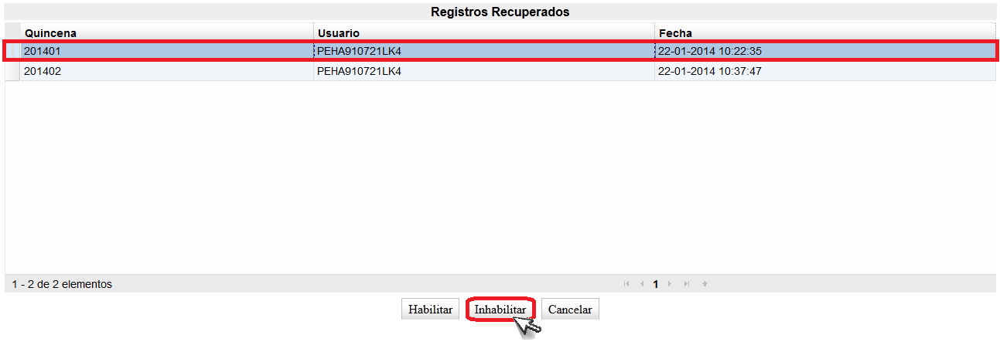 Registros Recuperados
Quincena Usuario Fecha
201401 PEHA910721LK4 22-01-2014 10:22:35
201402 PEHA910721LK4 22-01-2014 10:37:47
1 - 2 de 2 elementos 1
Habilitar Inhabilitar Cancelar